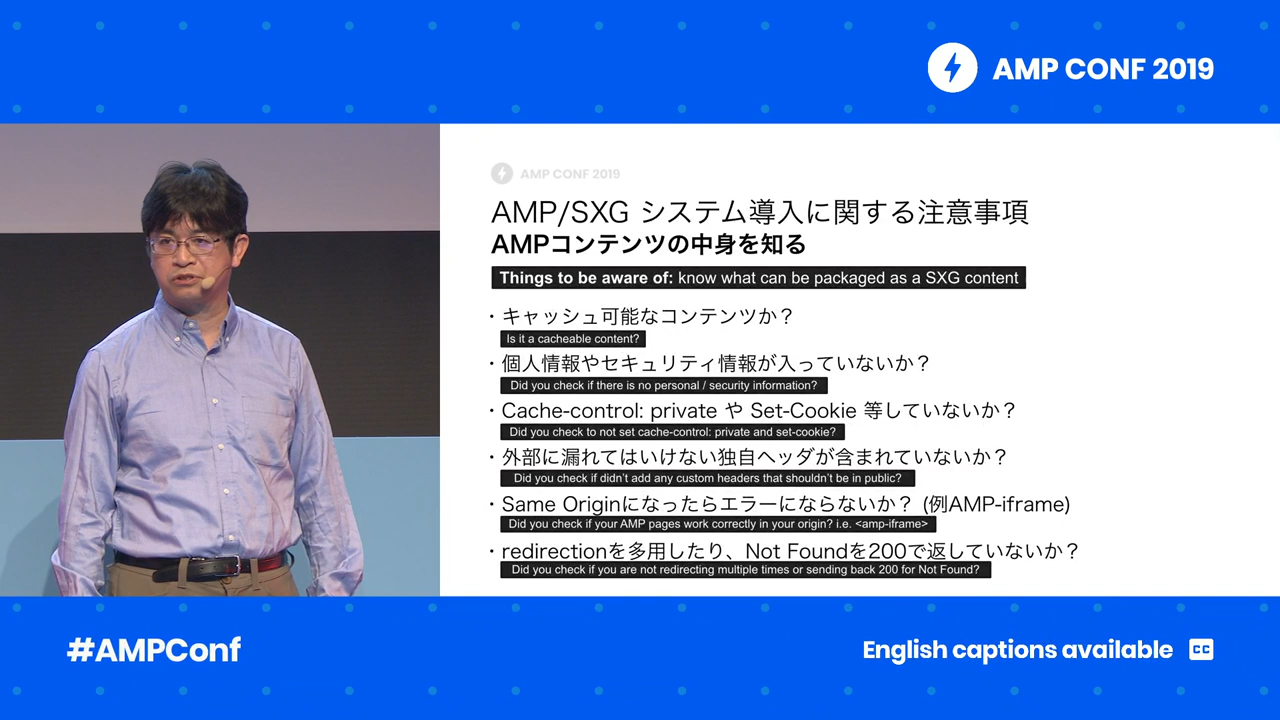 AMP CONF 2019
AMP CONF 2019
AMP/SXG システム導入に関する注意事項
AMPコンテンツの中身を知る
Things to be aware of: know what can be packaged as a SXG content
・キャッシュ可能なコンテンツか？
Is it a cacheable content?
・個人情報やセキュリティ情報が入っていないか？
Did you check if there is no personal / security information?
・Cache-control: private や Set-Cookie 等していないか？
Did you check to not set cache-control: private and set-cookie?
・外部に漏れてはいけない独自ヘッダが含まれていないか？
Did you check if didn't add any custom headers that shouldn't be in public?
・Same Originになったらエラーにならないか？ (例AMP-iframe)
Did you check if your AMP pages work correctly in your origin? i.e. <amp-iframe>
・redirectionを多用したり、Not Foundを200で返していないか？
Did you check if you are not redirecting multiple times or sending back 200 for Not Found?
#AMPConf
English captions available CC